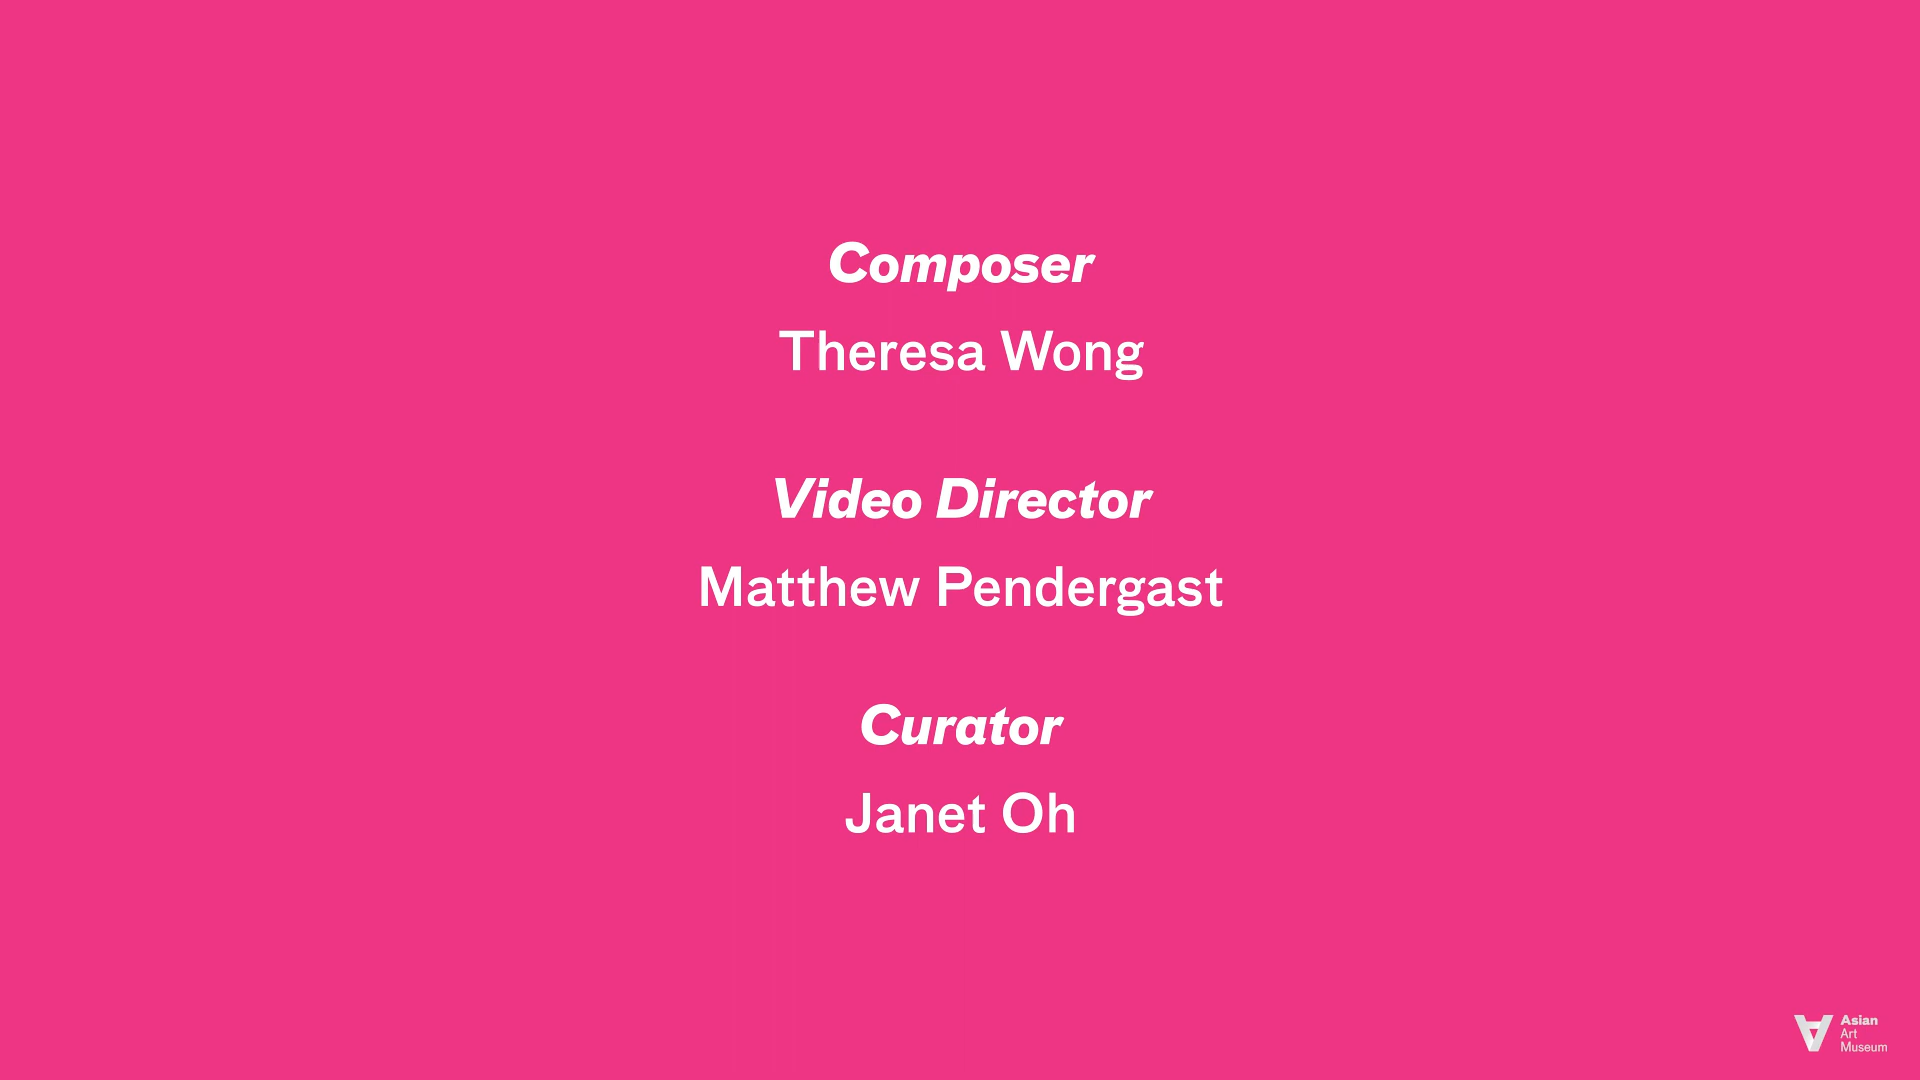 Composer
Theresa Wong
Video Director
Matthew Pendergast
Curator
Janet Oh
Asian
Art
Museum